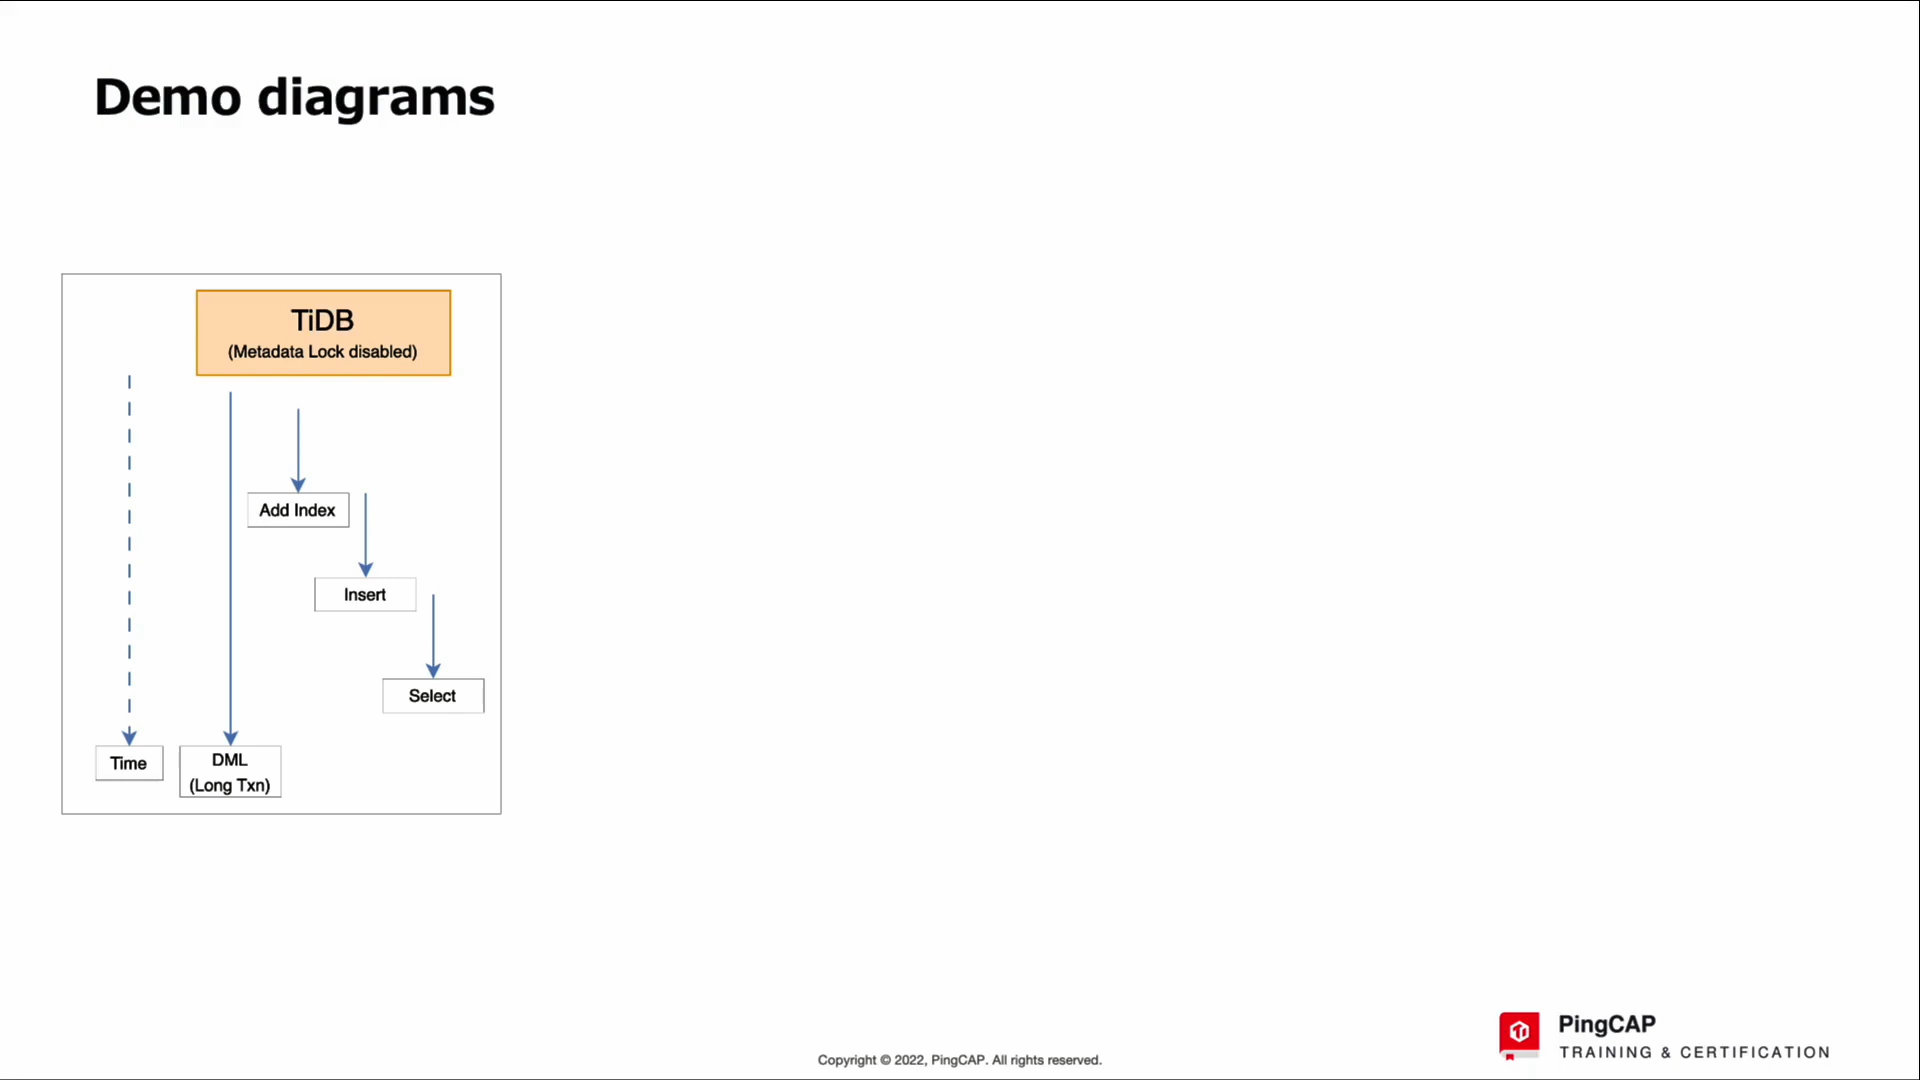 Demo diagrams
TiDB
(Metadata Lock disabled)
Add Index
Insert
Select
Time
DML
(Long Txn)
PingCAP
TRAINING & CERTIFICATION
Copyright © 2022, PingCAP. All rights reserved.